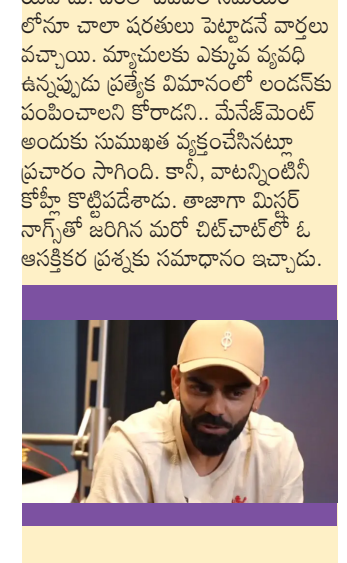 లోనూ చాలా షరతులు పెట్టాడనే వార్తలు
వచ్చాయి. మ్యాచులకు ఎక్కువ వ్యవధి
ఉన్నప్పుడు ప్రత్యేక విమానంలో లండన్‌కు
పంపించాలని కోరాడని.. మేనేజ్‌మెంట్
అందుకు సుముఖత వ్యక్తంచేసినట్లూ
ప్రచారం సాగింది. కానీ, వాటన్నింటినీ
కోహ్లీ కొట్టిపడేశాడు. తాజాగా మిస్టర్
నాగ్స్‌తో జరిగిన మరో చిట్‌చాట్‌లో ఓ
ఆసక్తికర ప్రశ్నకు సమాధానం ఇచ్చాడు.